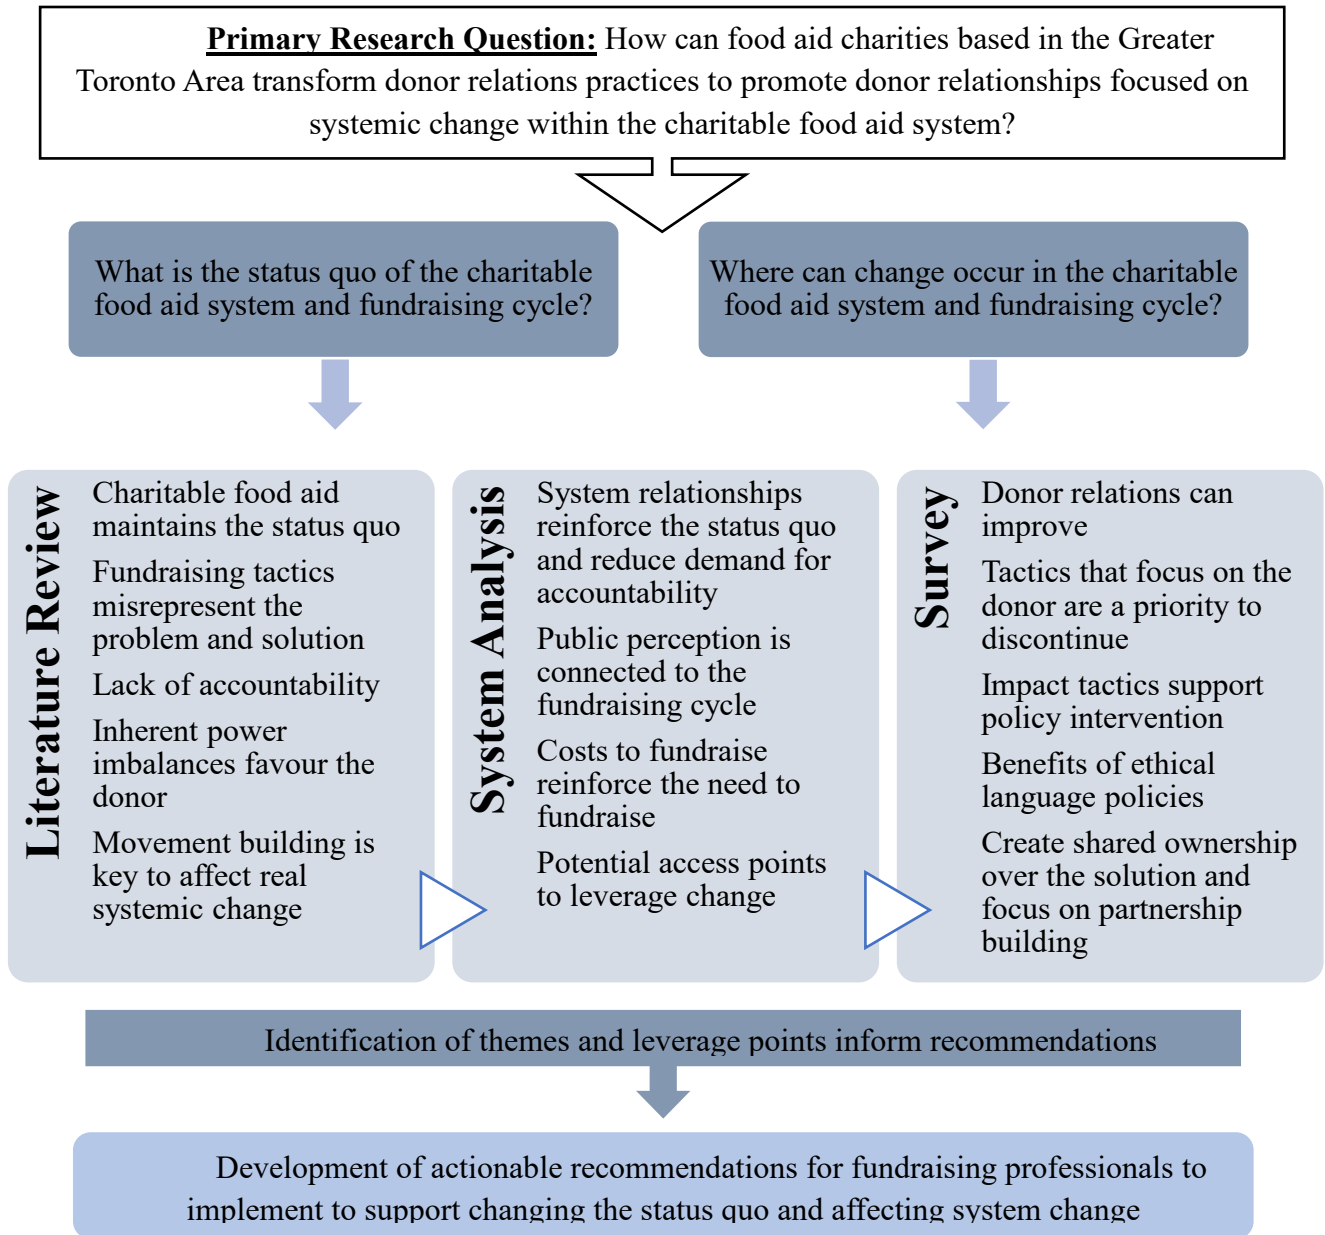 Primary Research Question: How can food aid charities based in the Greater
Toronto Area transform donor relations practices to promote donor relationships focused on
systemic change within the charitable food aid system?
What is the status quo of the charitable
food aid system and fundraising cycle?
Where can change occur in the charitable
food aid system and fundraising cycle?
Literature Review
Charitable food aid
maintains the status quo
Fundraising tactics
misrepresent the
problem and solution
Lack of accountability
Inherent power
imbalances favour the
donor
Movement building is
key to affect real
systemic change
System Analysis
System relationships
reinforce the status quo
and reduce demand for
accountability
Public perception is
connected to the
fundraising cycle
Costs to fundraise
reinforce the need to
fundraise
Potential access points
to leverage change
Survey
Donor relations can
improve
Tactics that focus on the
donor are a priority to
discontinue
Impact tactics support
policy intervention
Benefits of ethical
language policies
Create shared ownership
over the solution and
focus on partnership
building
Identification of themes and leverage points inform recommendations
Development of actionable recommendations for fundraising professionals to
implement to support changing the status quo and affecting system change